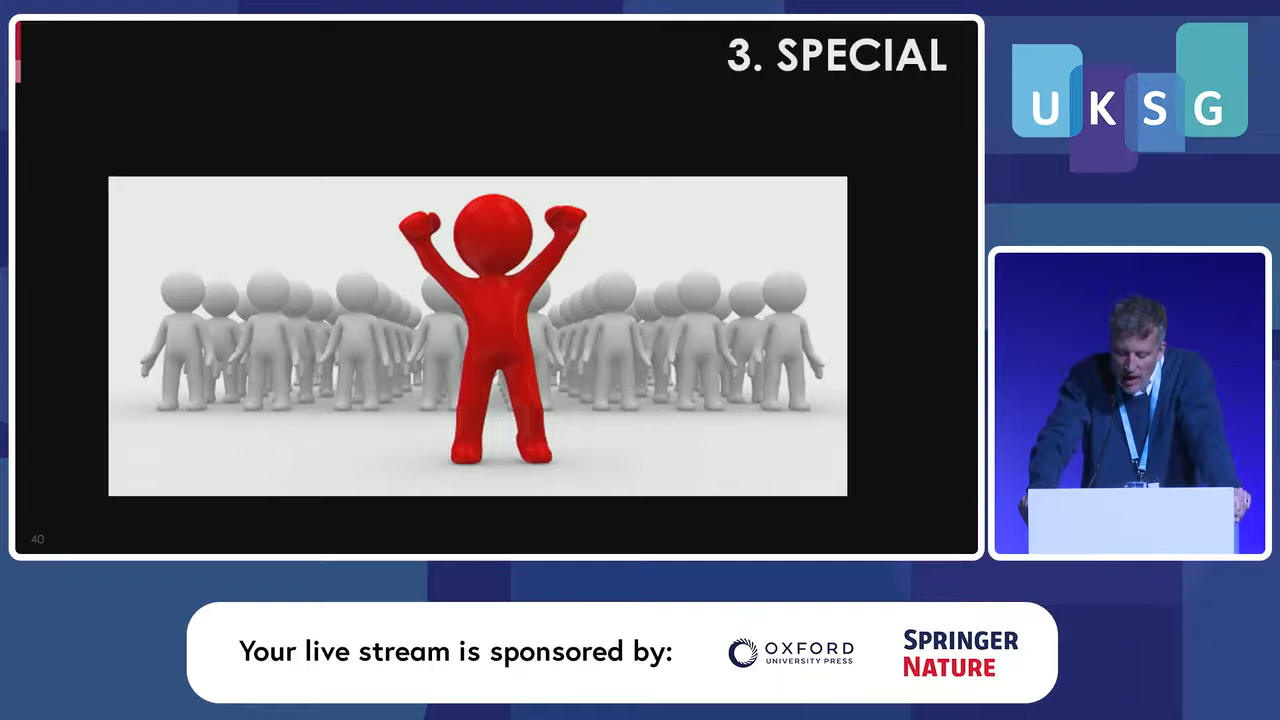 3. SPECIAL
UKSG
40
Your live stream is sponsored by:
OXFORD
UNIVERSITY PRESS
SPRINGER
NATURE